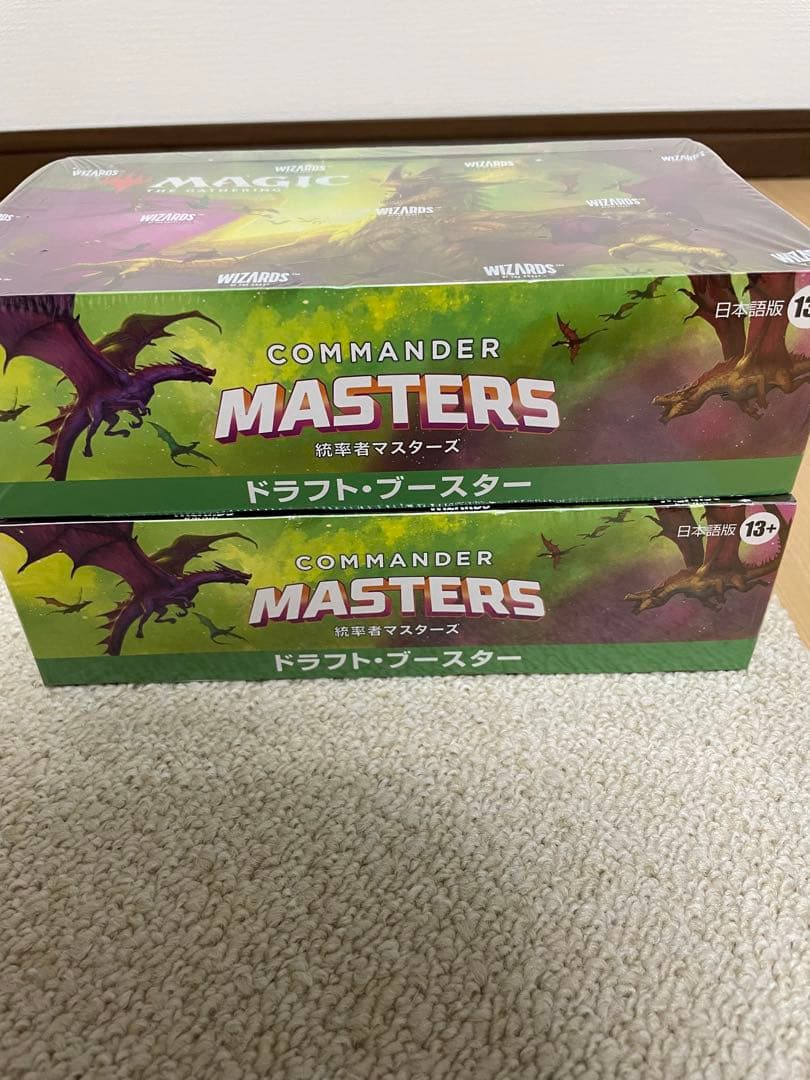 WIZARDS
WIZARDS
WIZARDS
MAGIC
THE GATHERING
WIZARDS
WIZARDS
WIZARDS
WIZARDS
WIZARDS
日本語版 13
COMMANDER
MASTERS
統率者マスターズ
ドラフト・ブースター
WIZARDS
日本語版 13+
COMMANDER
MASTERS
統率者マスターズ
ドラフト・ブースター